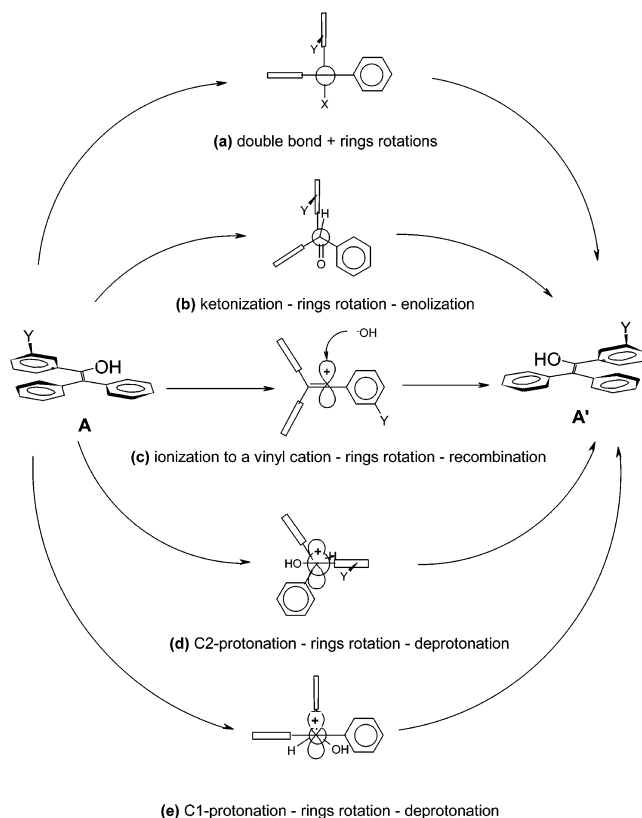 Y
X
(a) double bond + rings rotations
Y H
O
(b) ketonization - rings rotation - enolization
Y
OH
A
+
-OH
Y
Y
HO
A'
(c) ionization to a vinyl cation - rings rotation - recombination
+
H
HO
Y
(d) C2-protonation - rings rotation - deprotonation
+
H OH
(e) C1-protonation - rings rotation - deprotonation